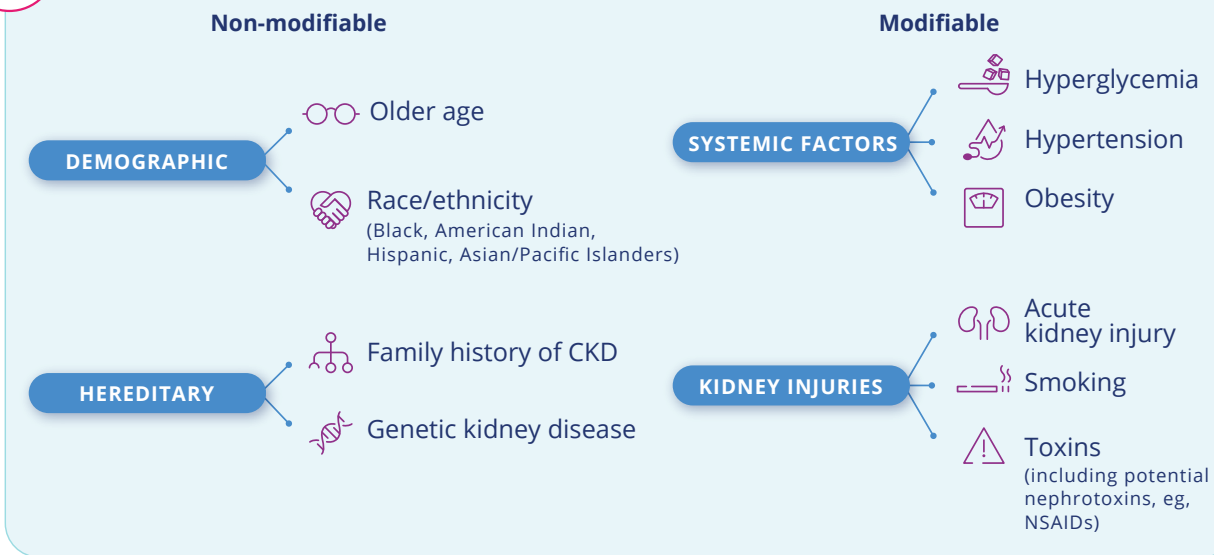 Non-modifiable
DEMOGRAPHIC
Older age
Race/ethnicity
(Black, American Indian,
Hispanic, Asian/Pacific Islanders)
HEREDITARY
Family history of CKD
Genetic kidney disease
Modifiable
SYSTEMIC FACTORS
Hyperglycemia
Hypertension
Obesity
KIDNEY INJURIES
Acute
kidney injury
Smoking
Toxins
(including potential
nephrotoxins, eg,
NSAIDs)